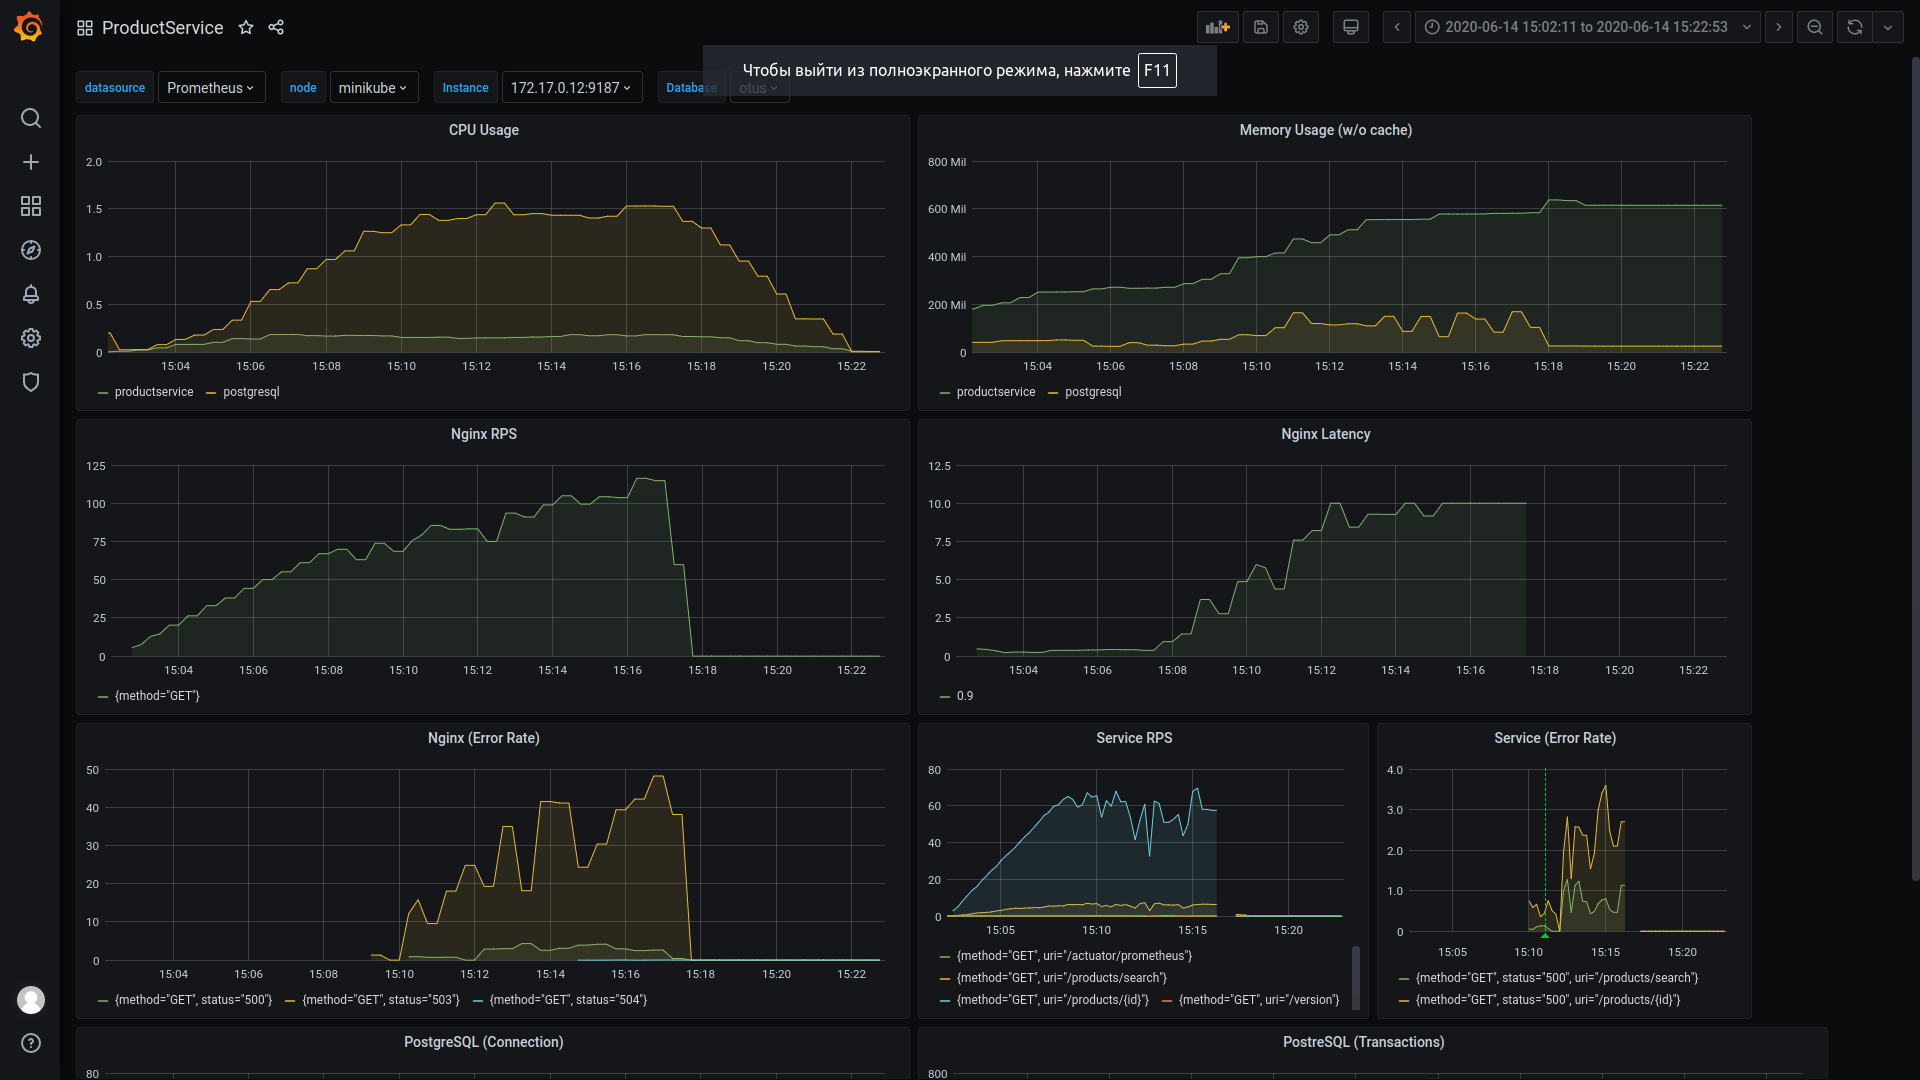 ProductService
2020-06-14 15:02:11 to 2020-06-14 15:22:53
Чтобы выйти из полноэкранного режима, нажмите F11
datasource Prometheus node minikube Instance 172.17.0.12:9187 Database otus
CPU Usage
2.0
1.5
1.0
0.5
0
15:04 15:06 15:08 15:10 15:12 15:14 15:16 15:18 15:20 15:22
productservice postgresql
Memory Usage (w/o cache)
800 Mil
600 Mil
400 Mil
200 Mil
0
15:04 15:06 15:08 15:10 15:12 15:14 15:16 15:18 15:20 15:22
productservice postgresql
Nginx RPS
125
100
75
50
25
0
15:04 15:06 15:08 15:10 15:12 15:14 15:16 15:18 15:20 15:22
{method="GET"}
Nginx Latency
12.5
10.0
7.5
5.0
2.5
0
15:04 15:06 15:08 15:10 15:12 15:14 15:16 15:18 15:20 15:22
0.9
Nginx (Error Rate)
50
40
30
20
10
0
15:04 15:06 15:08 15:10 15:12 15:14 15:16 15:18 15:20 15:22
{method="GET", status="500"} {method="GET", status="503"} {method="GET", status="504"}
Service RPS
80
60
40
20
0
15:05 15:10 15:15 15:20
{method="GET", uri="/actuator/prometheus"}
{method="GET", uri="/products/search"}
{method="GET", uri="/products/{id}"} {method="GET", uri="/version"}
Service (Error Rate)
4.0
3.0
2.0
1.0
0
15:05 15:10 15:15 15:20
{method="GET", status="500", uri="/products/search"}
{method="GET", status="500", uri="/products/{id}"}
PostgreSQL (Connection)
80
PostreSQL (Transactions)
800